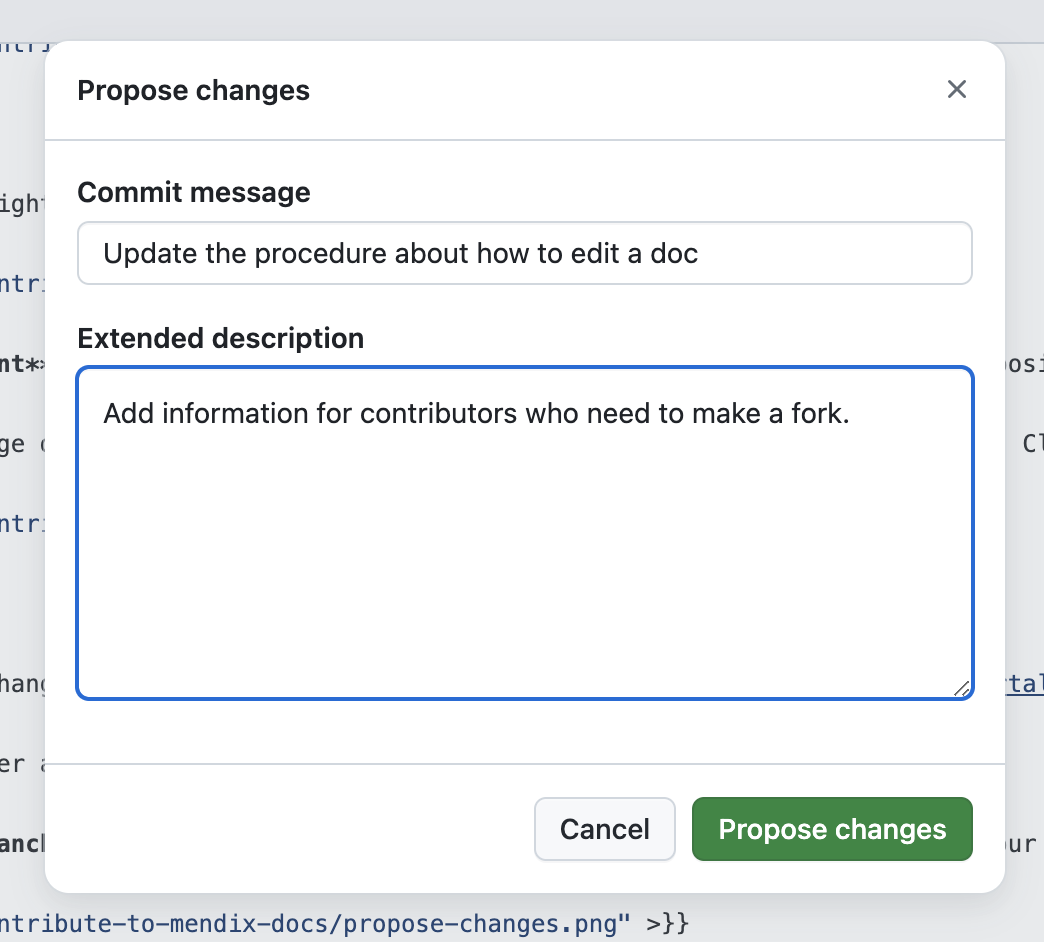 Propose changes
Commit message
Update the procedure about how to edit a doc
Extended description
Add information for contributors who need to make a fork.
Cancel
Propose changes
ntribute-to-mendix-docs/propose-changes.png" >}}